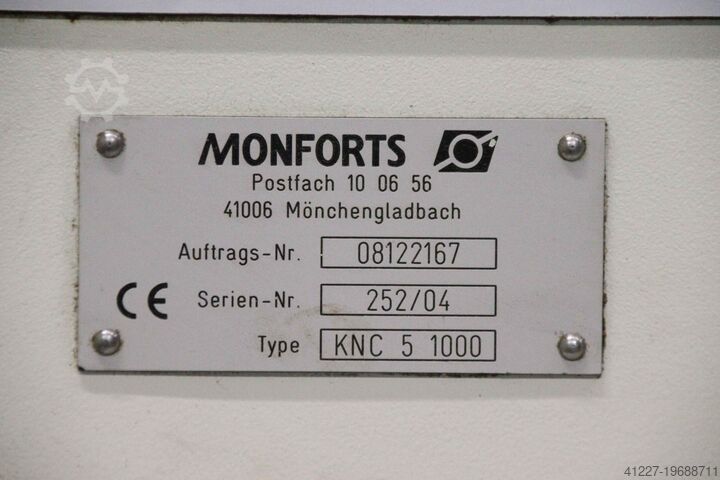 MONFORTS
Postfach 10 06 56
41006 Mönchengladbach
Auftrags-Nr. 08122167
CE Serien-Nr. 252/04
Type KNC 5 1000
41227-19688711